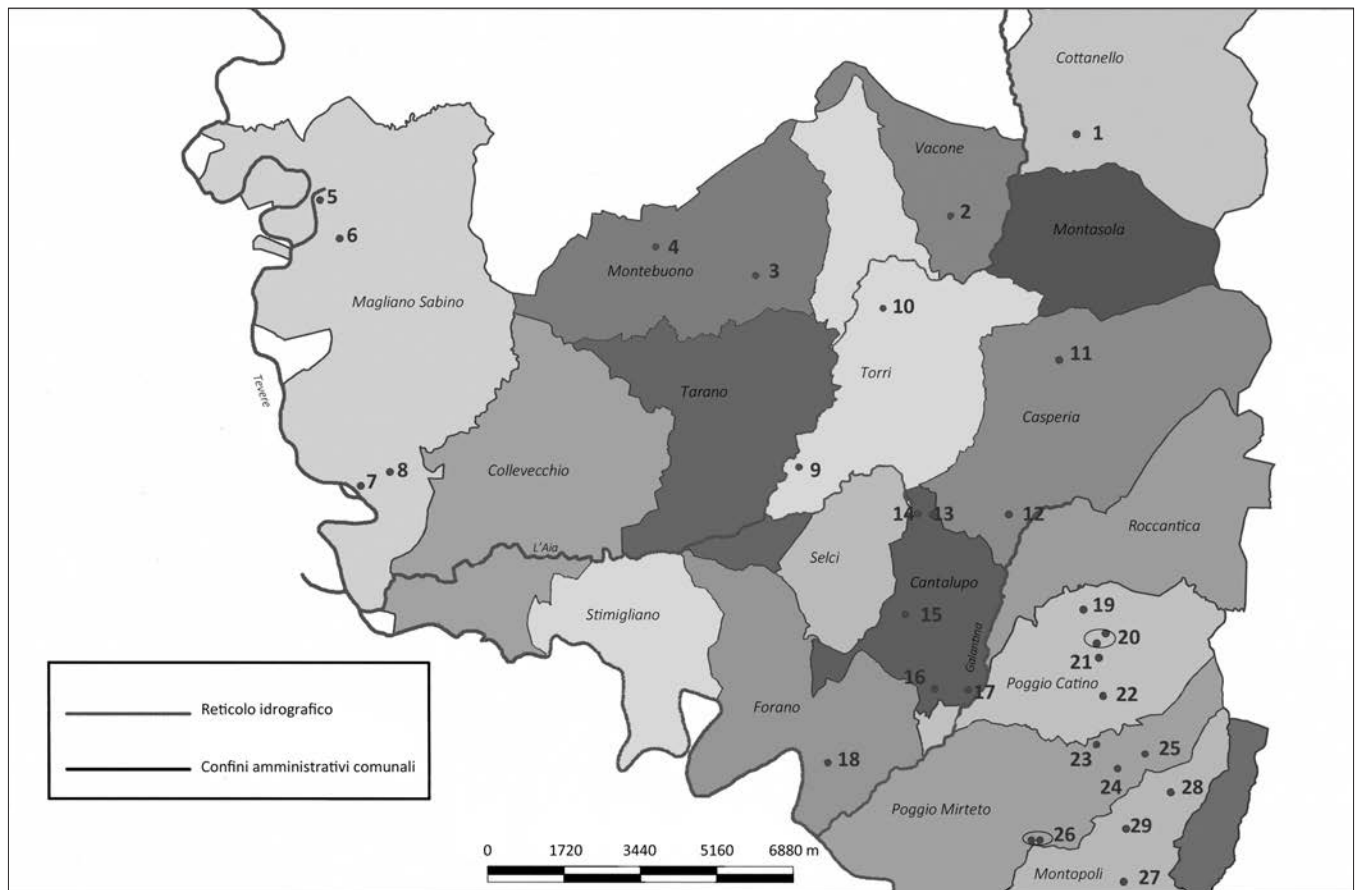 Cottanello
1
Vacone
2
Montasola
5
6
4
3
Montebuono
Magliano Sabino
10
11
Torri
Tevere
Tarano
Casperia
Collevecchio
9
8
7
14
13
12
Roccantica
L'Aia
Selci
Cantalupo
Stimigliano
15
Galantina
19
20
21
16
17
Poggio Catino
22
Forano
18
23
25
24
28
Poggio Mirteto
29
26
Montopoli
27
Reticolo idrografico
Confini amministrativi comunali
0 1720 3440 5160 6880 m